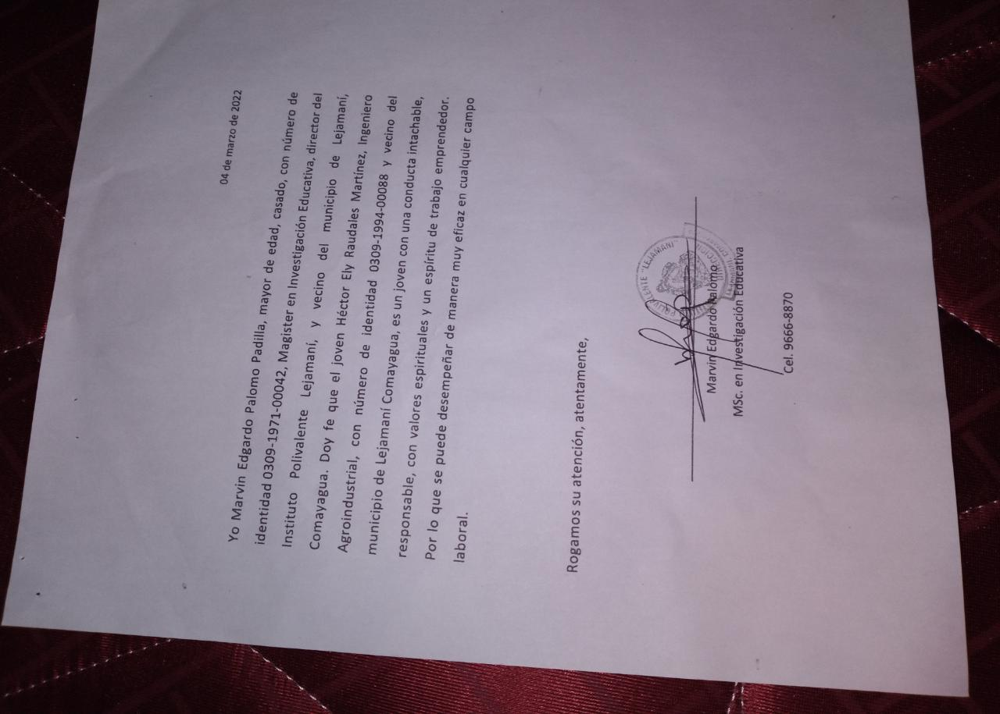 04 de marzo de 2022
Yo Marvin Edgardo Palomo Padilla, mayor de edad, casado, con número de
identidad 0309-1971-00042, Magister en Investigación Educativa, director del
Instituto Polivalente Lejamaní, y vecino del municipio de Lejamaní,
Comayagua. Doy fe que el joven Héctor Ely Raudales Martínez, Ingeniero
Agroindustrial, con número de identidad 0309-1994-00088 y vecino del
municipio de Lejamaní Comayagua, es un joven con una conducta intachable,
responsable, con valores espirituales y un espíritu de trabajo emprendedor.
Por lo que se puede desempeñar de manera muy eficaz en cualquier campo
laboral.
Rogamos su atención, atentamente,
POLIVALENTE "LEJAMANI"
Marvin Edgardo Palomo
MSc. en Investigación Educativa
Cel. 9666-8870